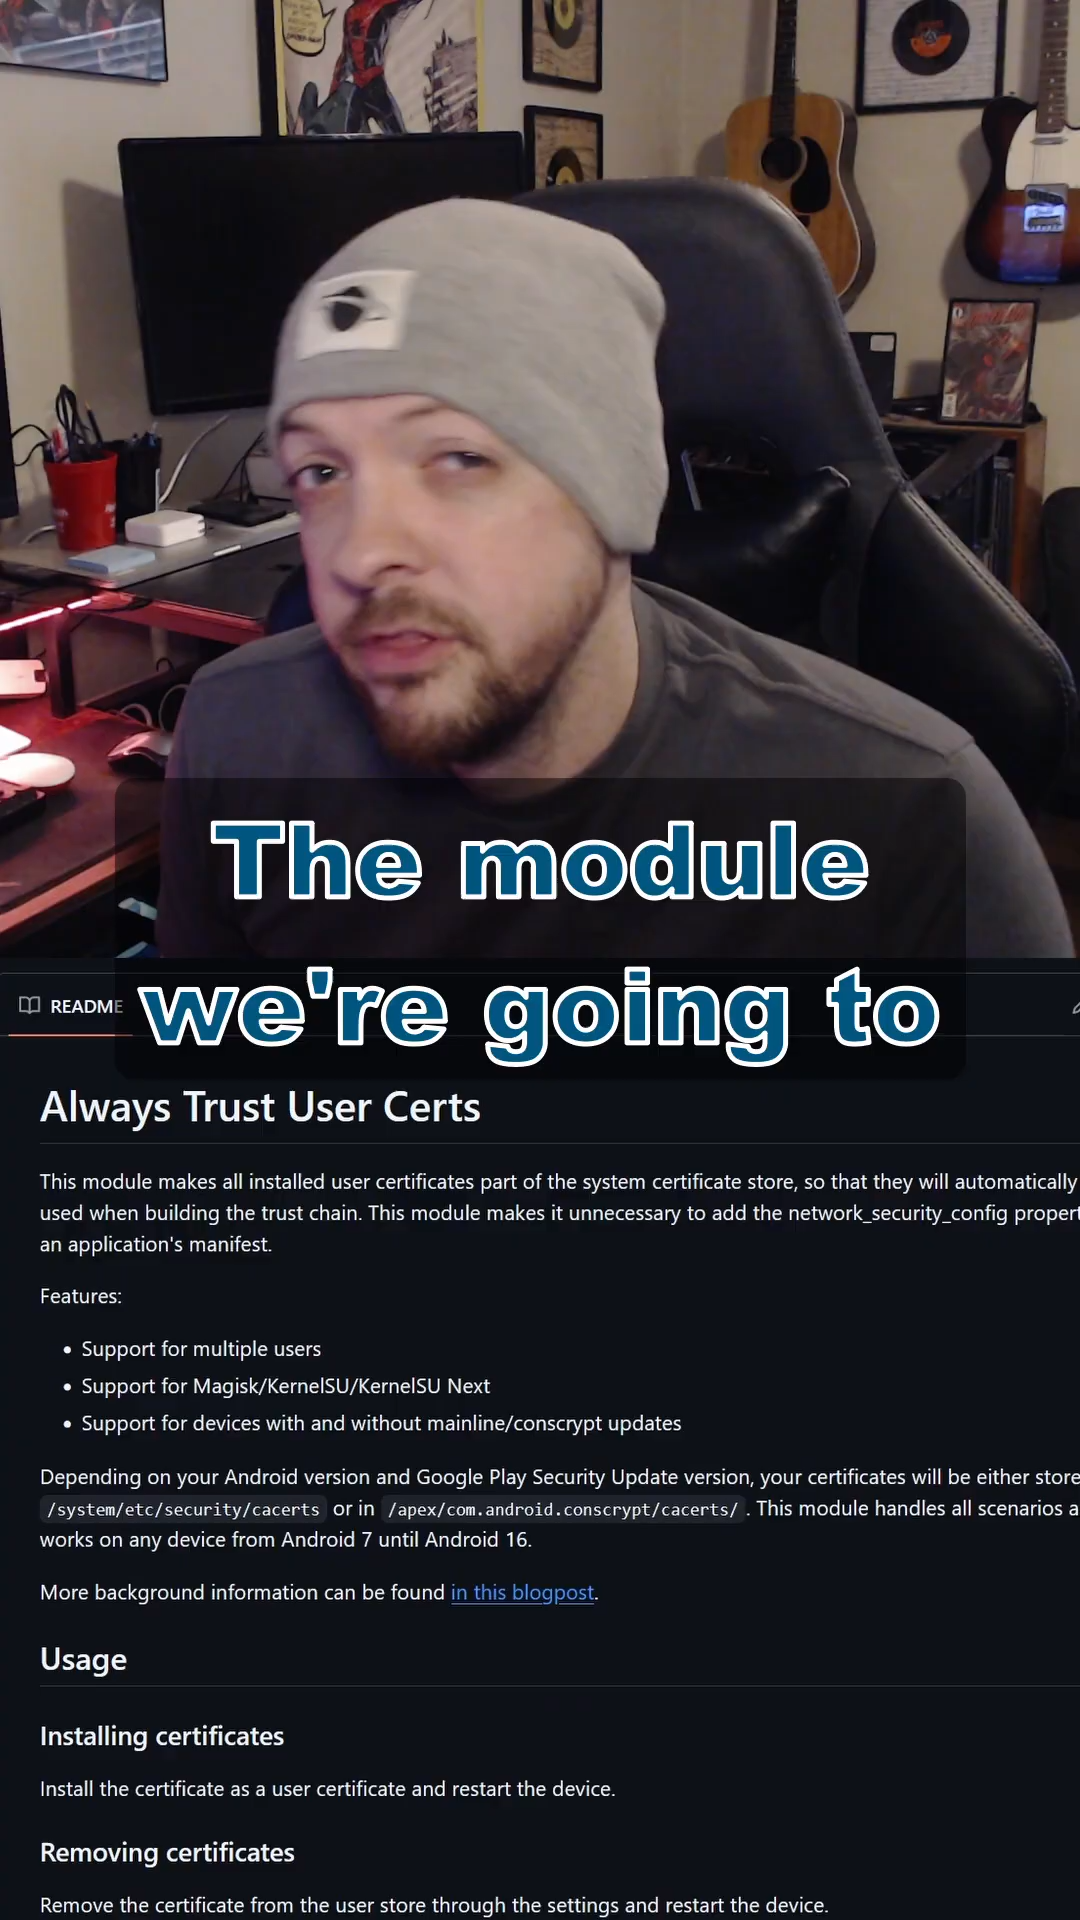 The module
we're going to
README
Always Trust User Certs
This module makes all installed user certificates part of the system certificate store, so that they will automatically
used when building the trust chain. This module makes it unnecessary to add the network_security_config propert
an application's manifest.
Features:
• Support for multiple users
• Support for Magisk/KernelSU/KernelSU Next
• Support for devices with and without mainline/conscrypt updates
Depending on your Android version and Google Play Security Update version, your certificates will be either store
/system/etc/security/cacerts or in /apex/com.android.conscrypt/cacerts/. This module handles all scenarios a
works on any device from Android 7 until Android 16.
More background information can be found in this blogpost.
Usage
Installing certificates
Install the certificate as a user certificate and restart the device.
Removing certificates
Remove the certificate from the user store through the settings and restart the device.